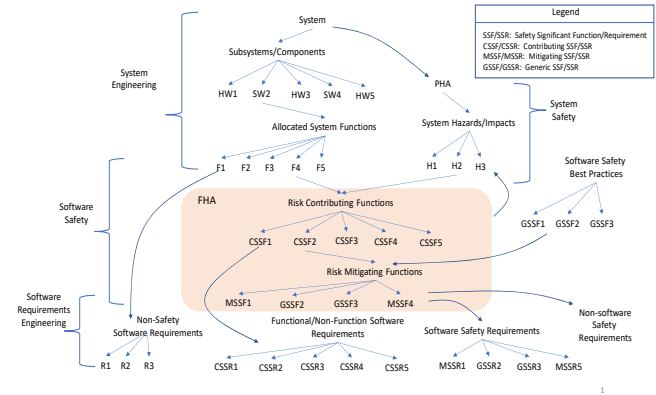 Legend
SSF/SSR: Safety Significant Function/Requirement
CSSF/CSSR: Contributing SSF/SSR
MSSF/MSSR: Mitigating SSF/SSR
GSSF/GSSR: Generic SSF/SSR
System
Subsystems/Components
System
Engineering
PHA
HW1 SW2 HW3 SW4 HW5
System
Safety
Allocated System Functions
System Hazards/Impacts
F1 F2 F3 F4 F5
H1 H2 H3
Software Safety
Best Practices
Software
Safety
FHA
Risk Contributing Functions
GSSF1 GSSF2 GSSF3
CSSF1 CSSF2 CSSF3 CSSF4 CSSF5
Risk Mitigating Functions
MSSF1 GSSF2 GSSF3 MSSF4
Software
Requirements
Engineering
Non-Safety
Software Requirements
Functional/Non-Function Software
Requirements
Software Safety Requirements
Non-software
Safety
Requirements
R1 R2 R3
CSSR1 CSSR2 CSSR3 CSSR4 CSSR5
MSSR1 GSSR2 GSSR3 MSSR5
1